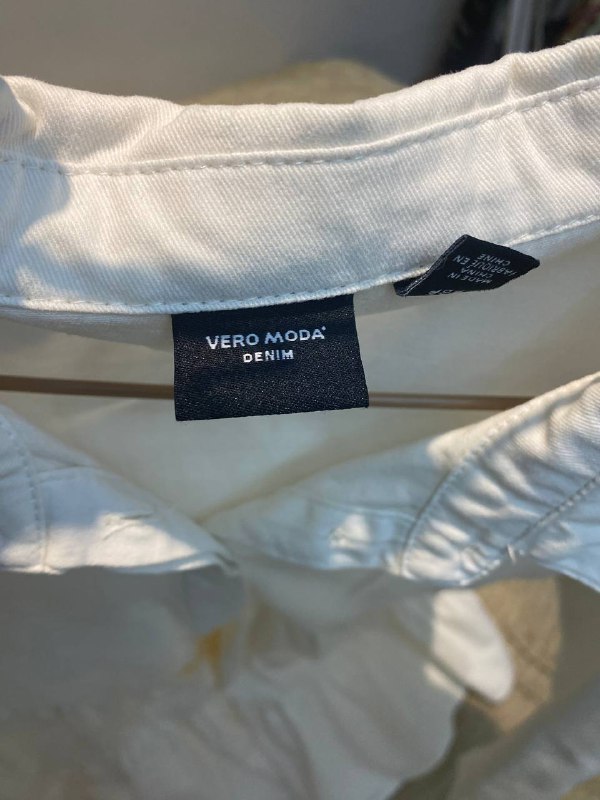 VERO MODA
DENIM
MADE IN
CHINA
FABRIQUE EN
CHINE